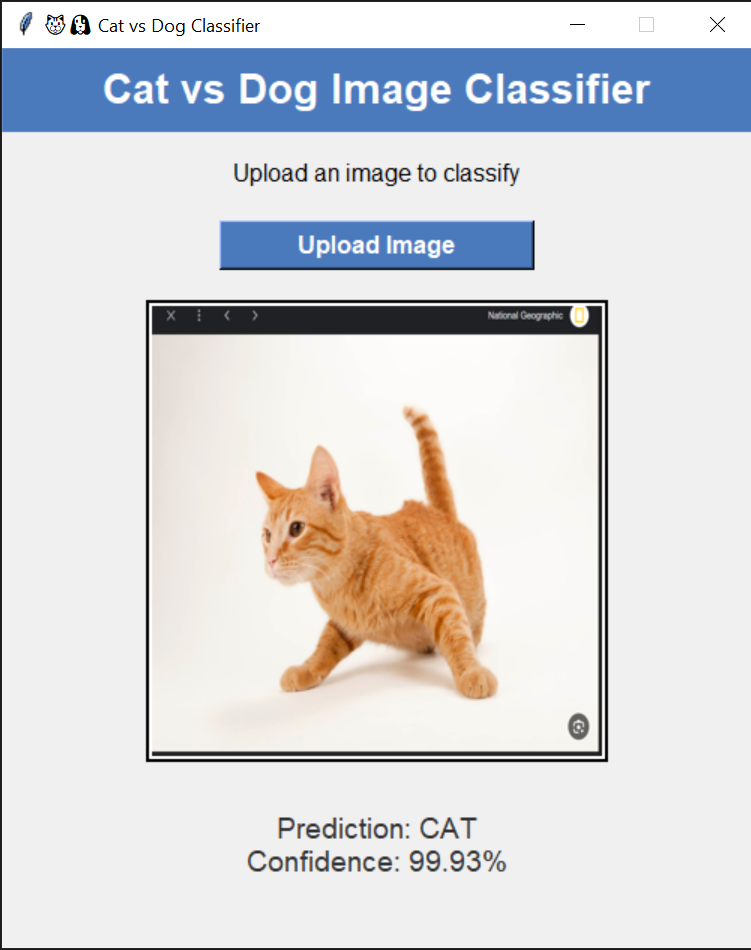 Cat vs Dog Classifier
Cat vs Dog Image Classifier
Upload an image to classify
Upload Image
National Geographic
Prediction: CAT
Confidence: 99.93%